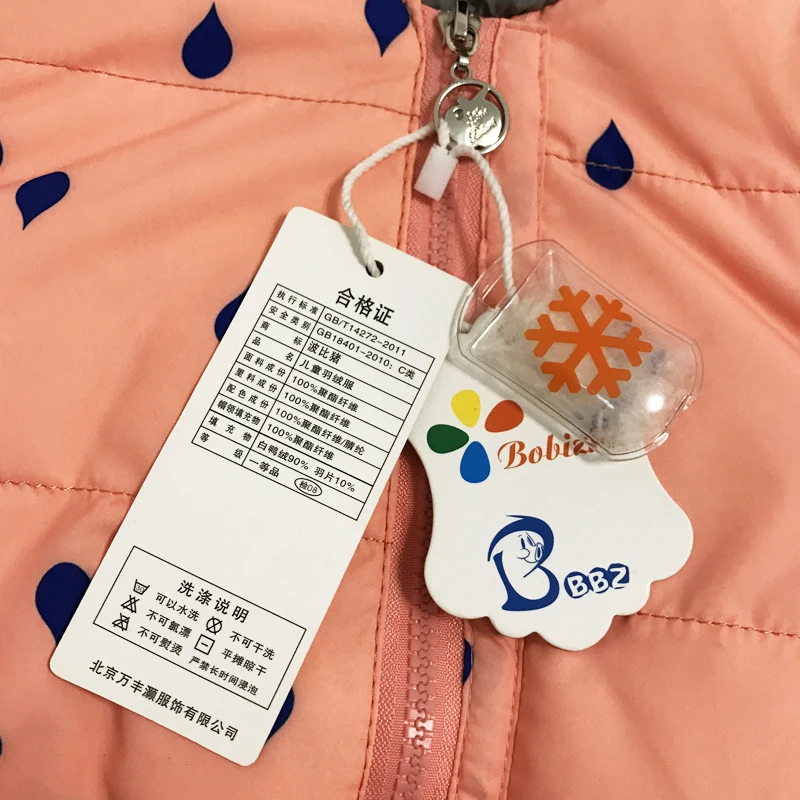 合格证
执行标准 GB/T14272-2011
安全类别 GB18401-2010; C类
商标 波比猪
品名 儿童羽绒服
面料成份 100%聚酯纤维
里料成份 100%聚酯纤维
配色成份 100%聚酯纤维/腈纶
帽领填充物 100%聚酯纤维
填充物 白鸭绒90% 羽片10%
等级 一等品 检08
洗涤说明
可以水洗 不可干洗
不可氯漂 平摊晾干
不可熨烫 严禁长时间浸泡
北京万丰灏服饰有限公司
Bobiz
B BBZ